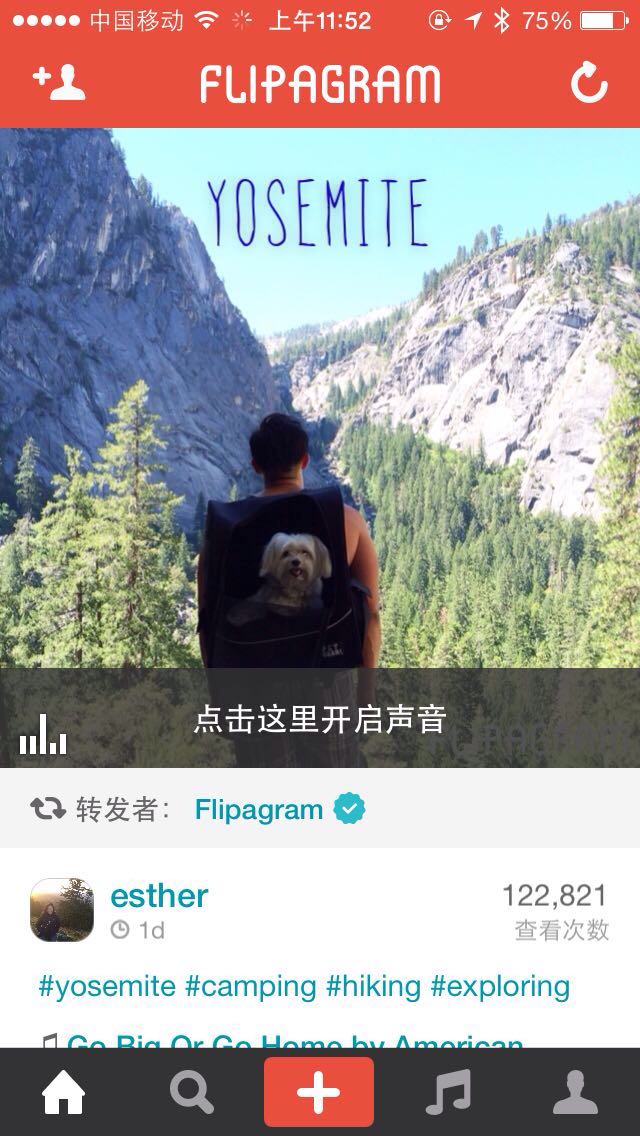 中国移动 上午11:52 75%
FLIPAGRAM
YOSEMITE
点击这里开启声音
FLIPAGRAM
转发者: Flipagram
esther 122,821
1d 查看次数
#yosemite #camping #hiking #exploring
Go Big Or Go Home by American